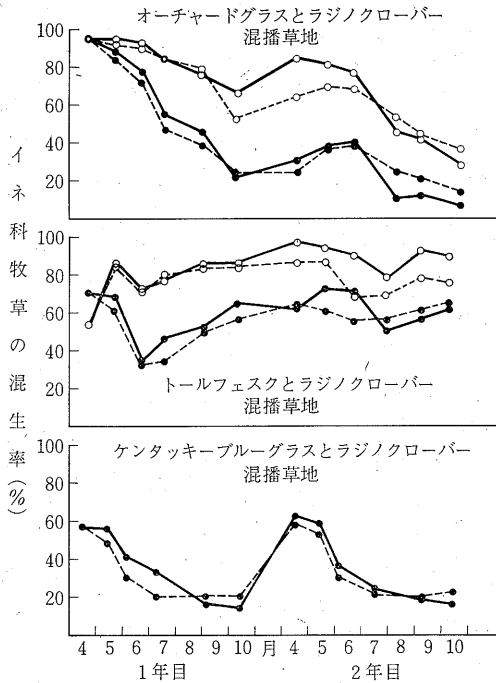 オーチャードグラスとラジノクローバー
混播草地
100
80
60
40
20
イネ科牧草の混生率(%)
100
80
60
40
20
トールフェスクとラジノクローバー
混播草地
ケンタッキーブルーグラスとラジノクローバー
混播草地
100
80
60
40
20
4 5 6 7 8 9 10 月 4 5 6 7 8 9 10
1年目 2年目